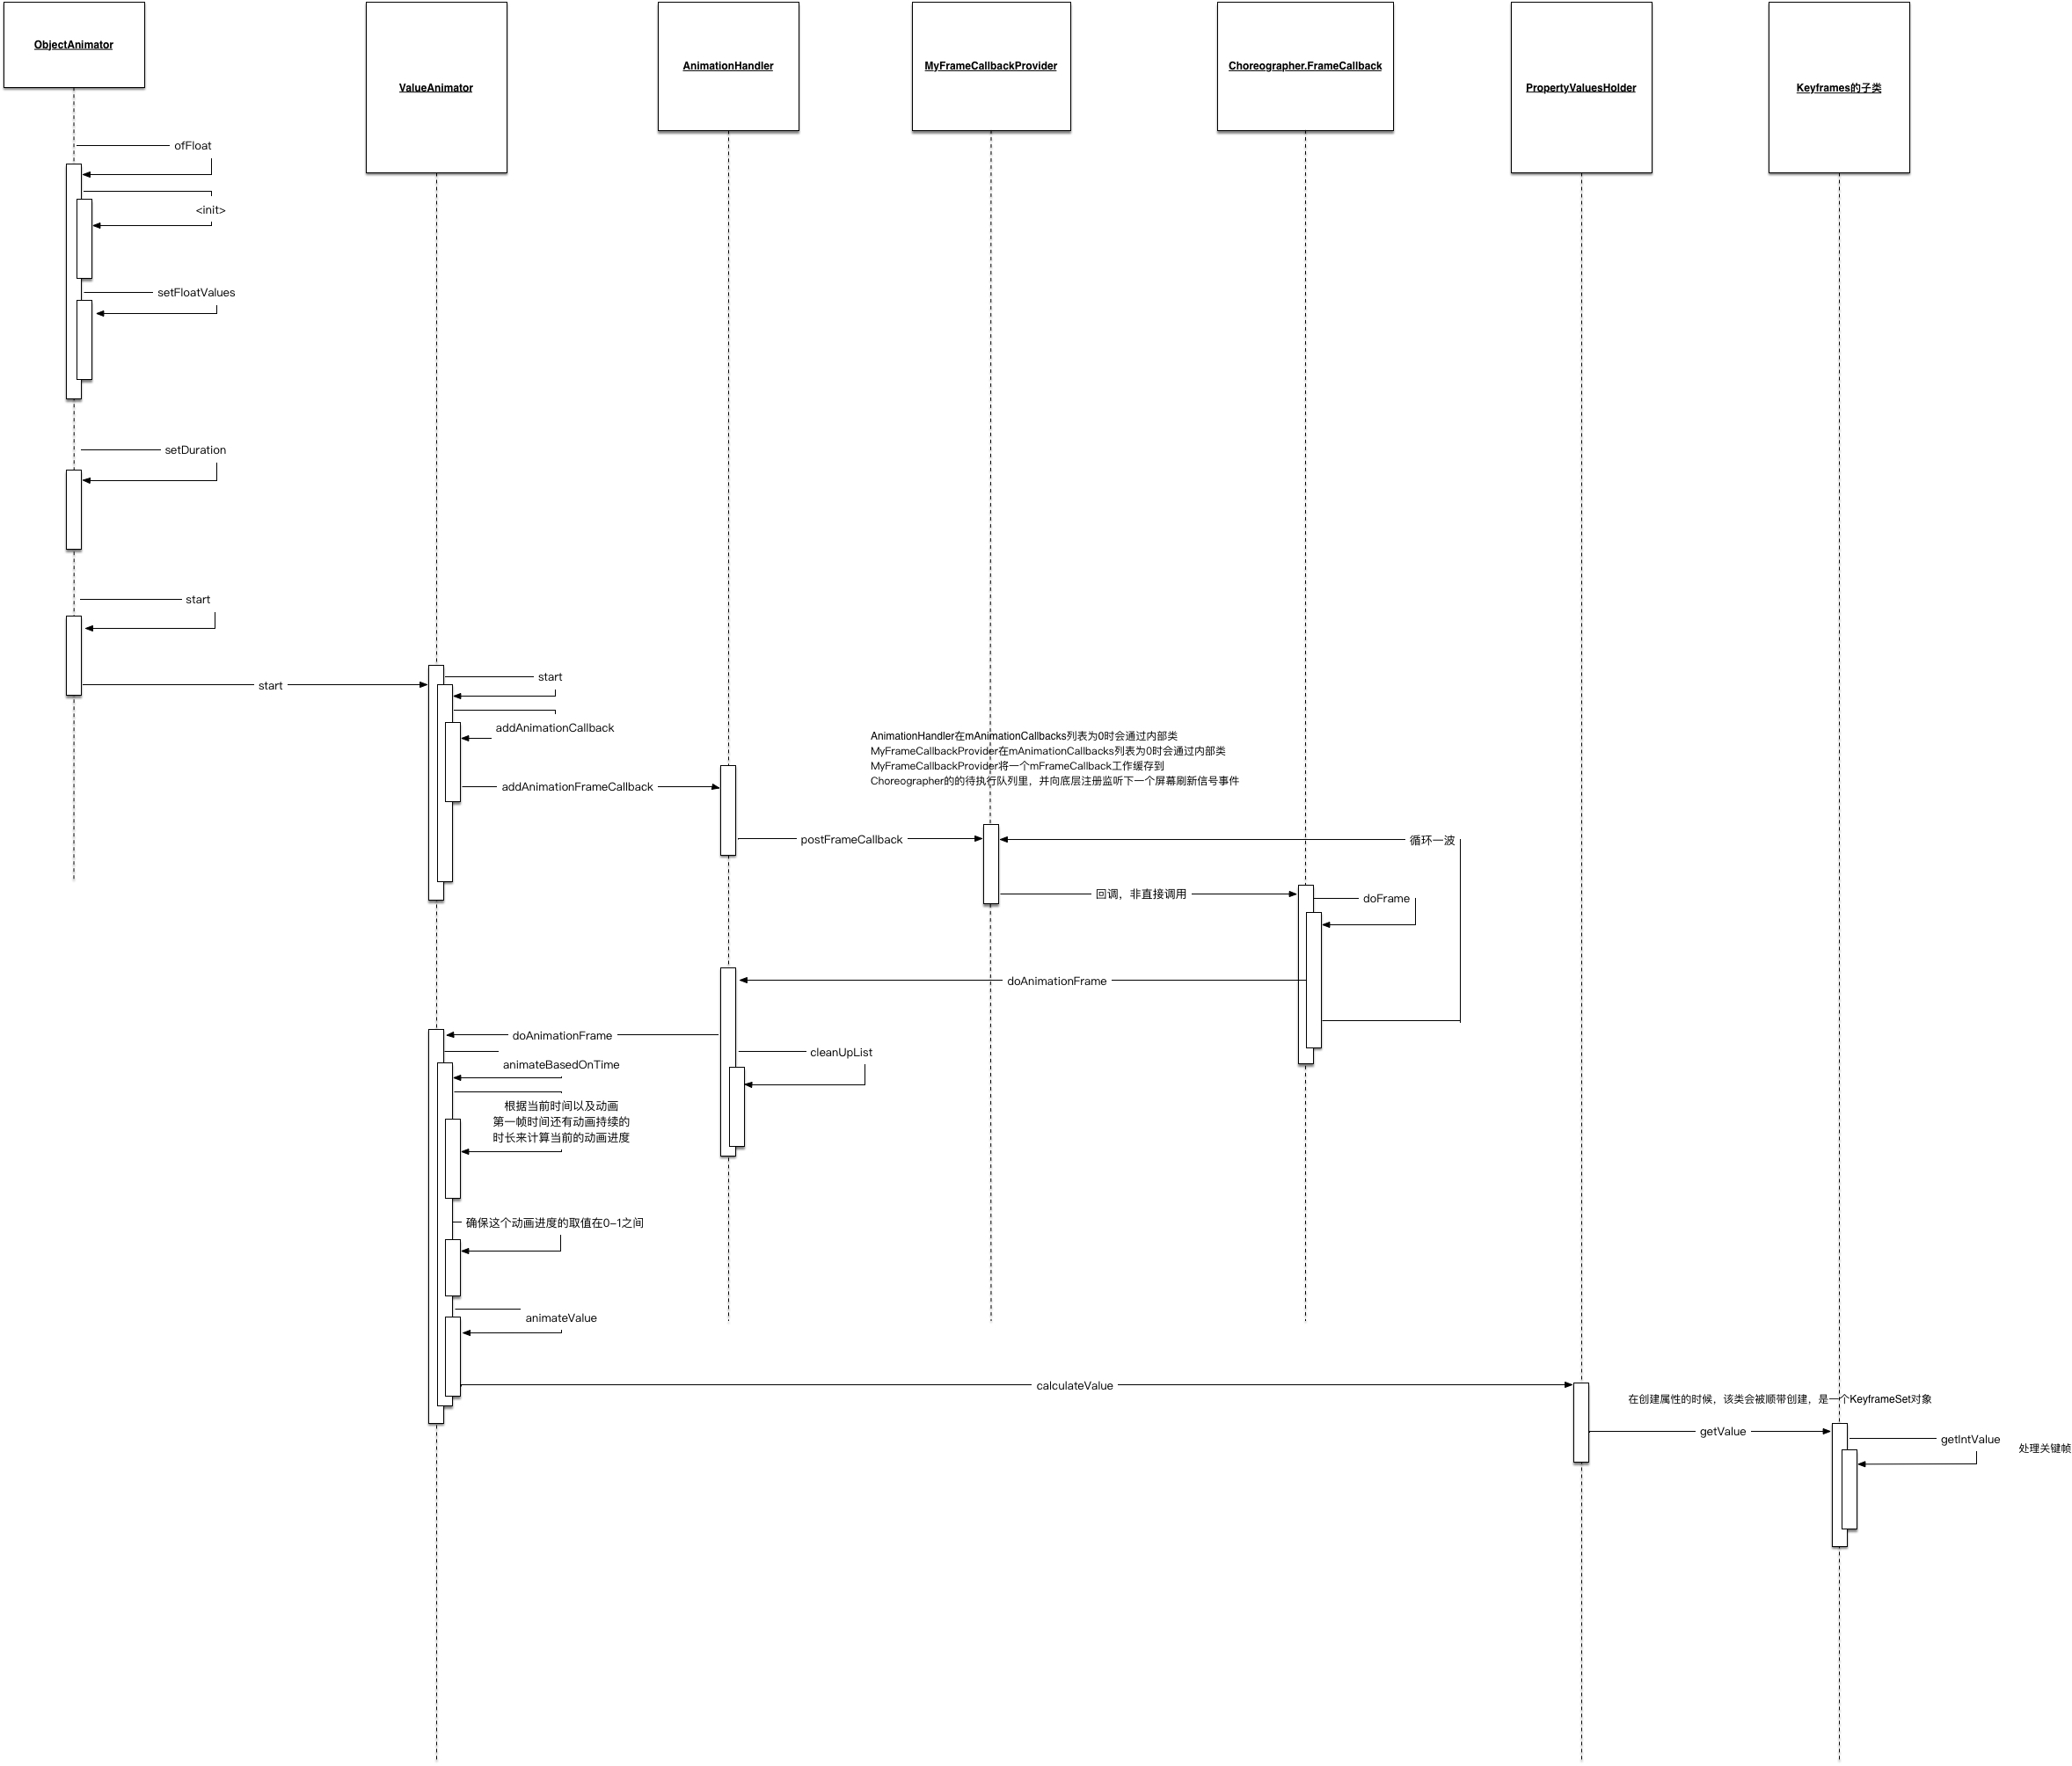 ObjectAnimator
ValueAnimator
AnimationHandler
MyFrameCallbackProvider
Choreographer.FrameCallback
PropertyValuesHolder
Keyframes的子类
ofFloat
<init>
setFloatValues
setDuration
start
start
start
addAnimationCallback
AnimationHandler在mAnimationCallbacks列表为0时会通过内部类
MyFrameCallbackProvider在mAnimationCallbacks列表为0时会通过内部类
MyFrameCallbackProvider将一个mFrameCallback工作缓存到
Choreographer的的待执行队列里，并向底层注册监听下一个屏幕刷新信号事件
addAnimationFrameCallback
postFrameCallback
循环一波
回调，非直接调用
doFrame
doAnimationFrame
doAnimationFrame
cleanUpList
animateBasedOnTime
根据当前时间以及动画
第一帧时间还有动画持续的
时长来计算当前的动画进度
确保这个动画进度的取值在0-1之间
animateValue
calculateValue
在创建属性的时候，该类会被顺带创建，是一个KeyframeSet对象
getValue
getIntValue
处理关键帧